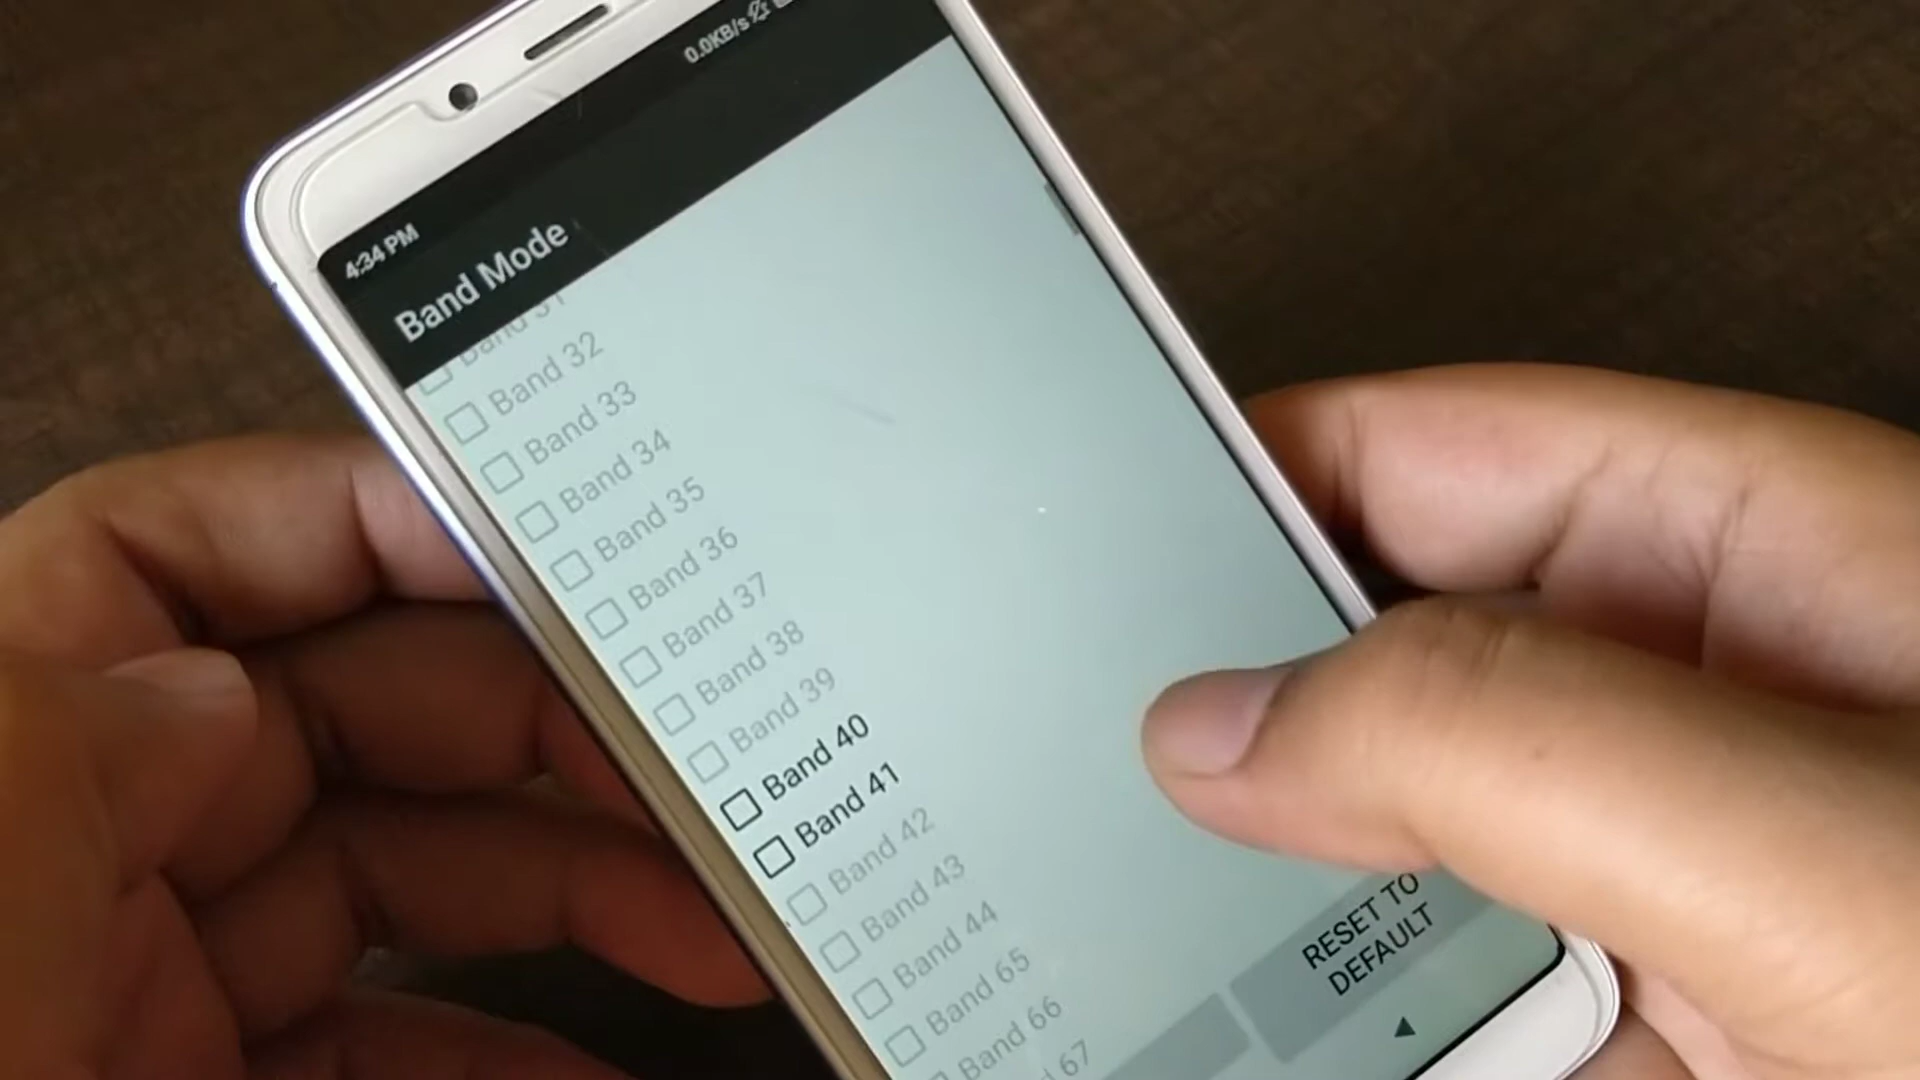 0.0KB/s
4:34 PM
Band Mode
Band 31
Band 32
Band 33
Band 34
Band 35
Band 36
Band 37
Band 38
Band 39
Band 40
Band 41
Band 42
Band 43
Band 44
Band 65
Band 66
67
RESET TO
DEFAULT